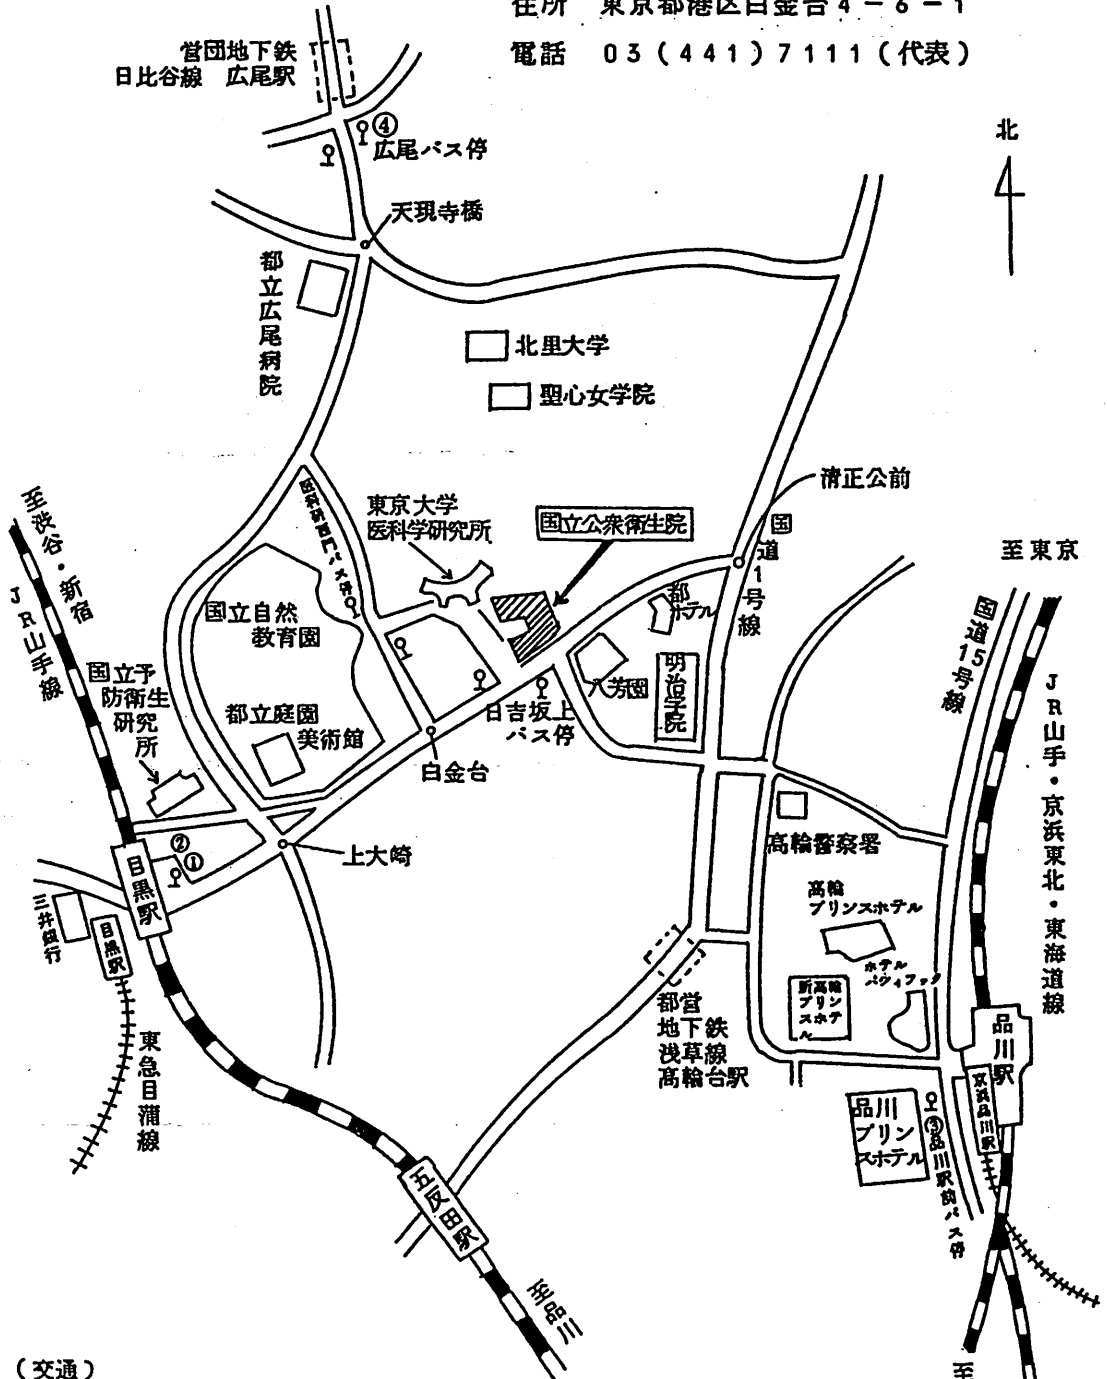 住所 東京都港区白金台4－6－1
電話 03(441)7111(代表)
営団地下鉄
日比谷線 広尾駅
④
広尾バス停
北
天現寺橋
都立広尾病院
北里大学
聖心女学院
清正公前
国道1号線
東京大学
医科学研究所
国立公衆衛生院
医科研西門バス停
至渋谷・新宿
JR山手線
至東京
国道15号線
JR山手・京浜東北・東海道線
国立自然
教育園
都
ホテル
八芳園
明治学院
国立予
防衛生
研究
所
都立庭園
美術館
日吉坂上
バス停
白金台
②
①
上大崎
目黒駅
三井銀行
目黒駅
東急目蒲線
高輪警察署
高輪
プリンスホテル
ホテル
パシィフック
新高輪
プリン
スホテ
ル
都営
地下鉄
浅草線
高輪台駅
品川駅
京浜品川駅
品川
プリン
スホテル
③品川駅前バス停
五反田駅
至品川
至
(交通)